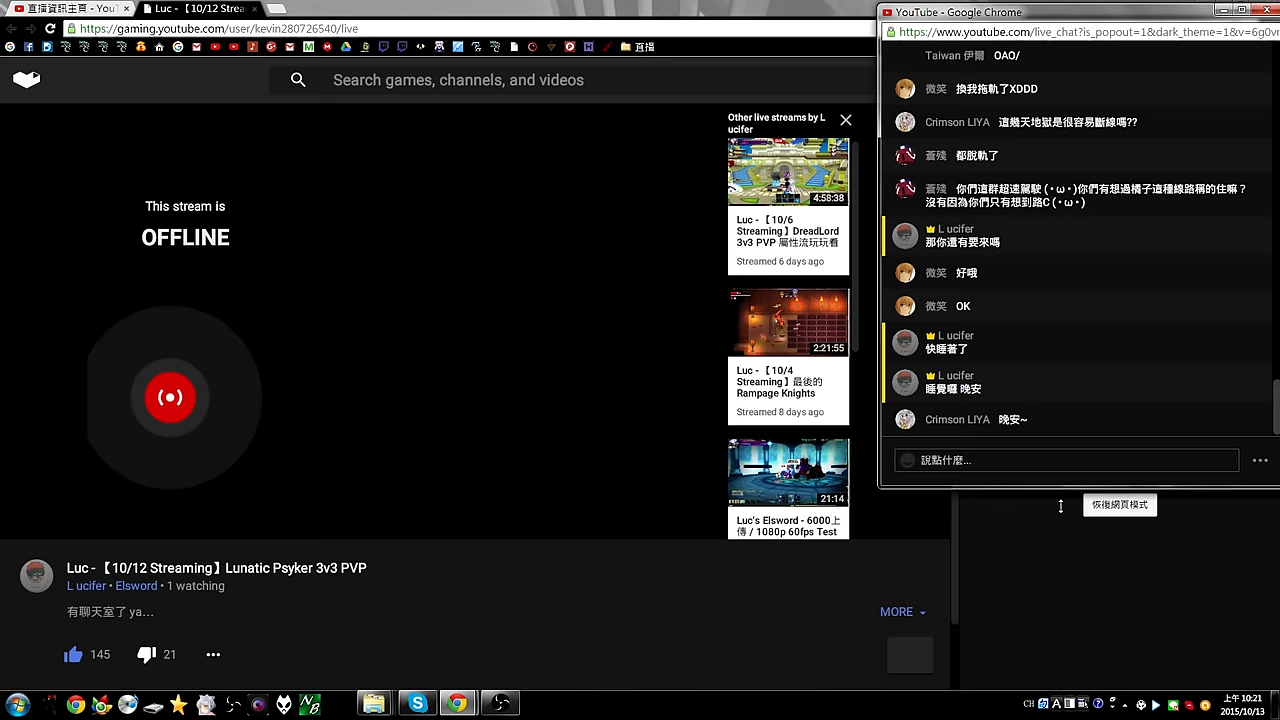 直播資訊主頁 - YouT
Luc -【10/12 Strea
https://gaming.youtube.com/user/kevin280726540/live
直播
Search games, channels, and videos
This stream is
OFFLINE
Other live streams by L
ucifer
4:58:38
Luc -【10/6
Streaming】DreadLord
3v3 PVP 屬性流玩玩看
Streamed 6 days ago
2:21:55
Luc -【10/4
Streaming】最後的
Rampage Knights
Streamed 8 days ago
21:14
Luc's Elsword - 6000上
傳 / 1080p 60fps Test
Luc -【10/12 Streaming】Lunatic Psyker 3v3 PVP
L ucifer • Elsword • 1 watching
有聊天室了 ya…
MORE
145
21
YouTube - Google Chrome
https://www.youtube.com/live_chat?is_popout=1&dark_theme=1&v=6g0vr
Taiwan 伊爾 OAO/
微笑 換我拖軌了XDDD
Crimson LIYA 這幾天地獄是很容易斷線嗎??
蒼殘 都脫軌了
蒼殘 你們這群超速駕駛 (・ω・)你們有想過橘子這種線路稱的住嗎？
沒有因為你們只有想到路C (・ω・)
L ucifer
那你還有要來嗎
微笑 好哦
微笑 OK
L ucifer
快睡著了
L ucifer
睡覺囉 晚安
Crimson LIYA 晚安~
說點什麼...
恢復網頁模式
CH
上午 10:21
2015/10/13